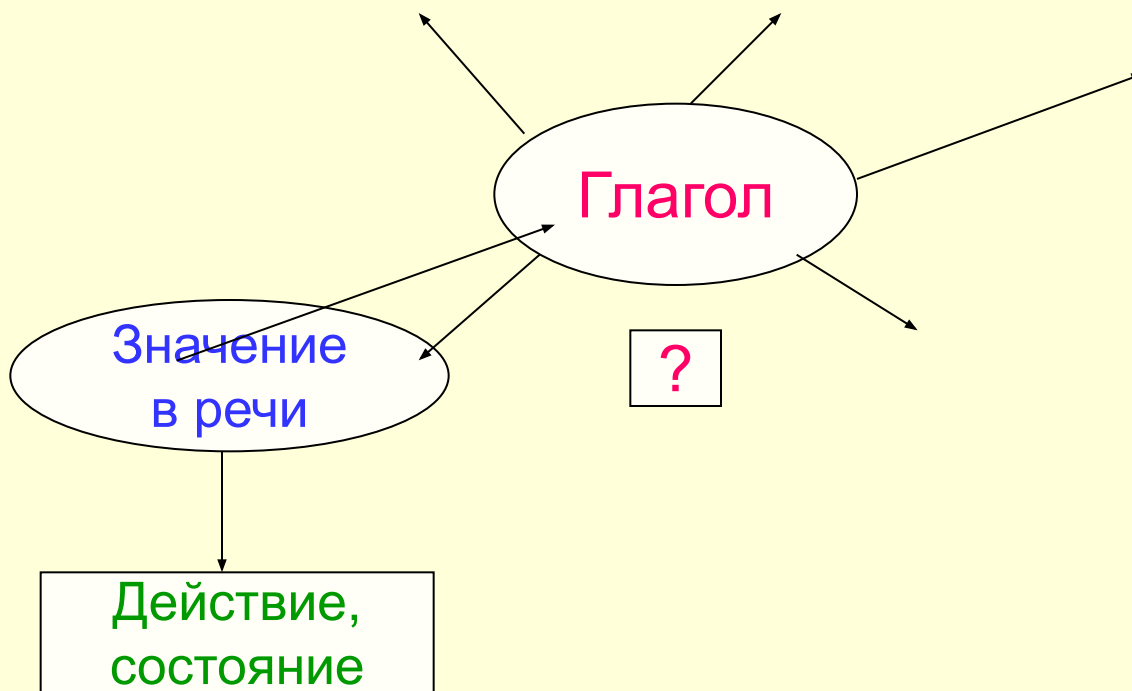 Глагол
Значение
в речи
?
Действие,
состояние